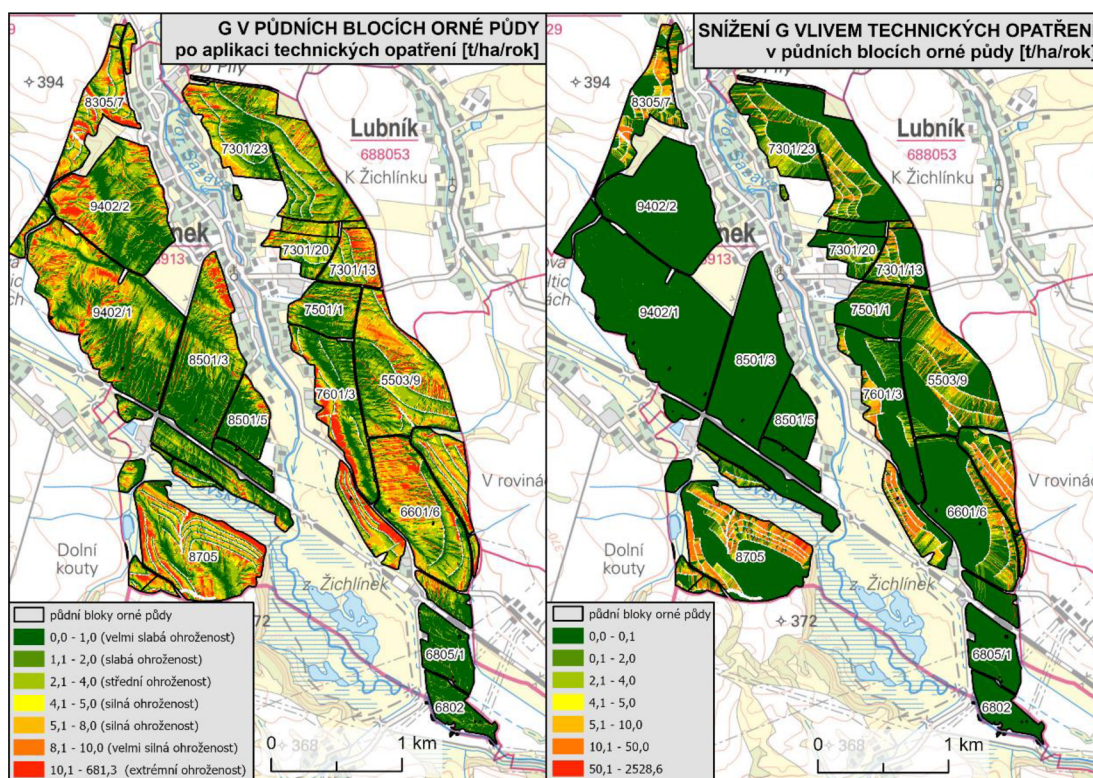 G V PŮDNÍCH BLOCÍCH ORNÉ PŮDY
po aplikaci technických opatření [t/ha/rok]
394
8305/7
7301/23
Lubník
688053
K Žichlínku
9402/2
nek
913
7301/20
7301/13
9402/1
7501/1
8501/3
7601/3
5503/9
8501/5
V rovinác
6601/6
8705
Dolní
kouty
z. Žichlínek
6805/1
6802
368
půdní bloky orné půdy
0,0 - 1,0 (velmi slabá ohroženost)
1,1 - 2,0 (slabá ohroženost)
2,1 - 4,0 (střední ohroženost)
4,1 - 5,0 (silná ohroženost)
5,1 - 8,0 (silná ohroženost)
8,1 - 10,0 (velmi silná ohroženost)
10,1 - 681,3 (extrémní ohroženost)
0 1 km
SNÍŽENÍ G VLIVEM TECHNICKÝCH OPATŘENÍ
v půdních blocích orné půdy [t/ha/rok]
29
394
8305/7
7301/23
Lubník
688053
K Žichlínku
9402/2
nek
913
7301/20
7301/13
9402/1
7501/1
8501/3
7601/3
5503/9
8501/5
V rovinác
6601/6
8705
Dolní
kouty
z. Žichlínek
372
6805/1
6802
368
půdní bloky orné půdy
0,0 - 0,1
0,1 - 2,0
2,1 - 4,0
4,1 - 5,0
5,1 - 10,0
10,1 - 50,0
50,1 - 2528,6
0 1 km